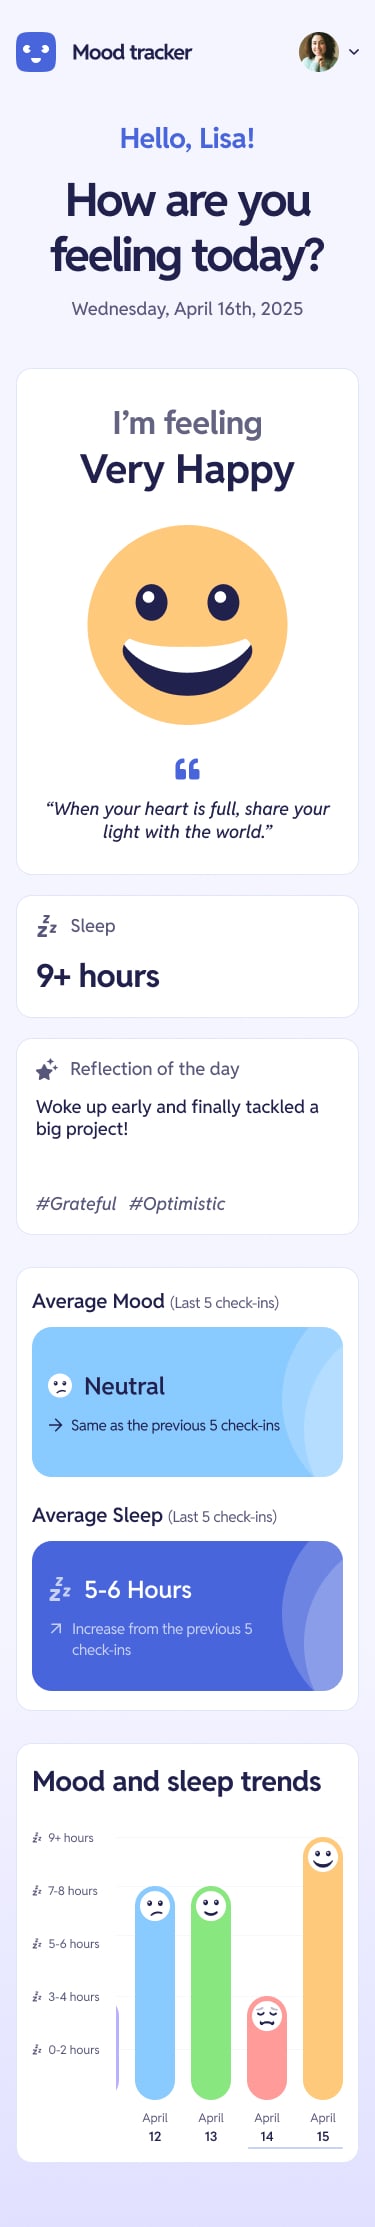 Mood tracker
Hello, Lisa!
How are you
feeling today?
Wednesday, April 16th, 2025
I’m feeling
Very Happy
“When your heart is full, share your
light with the world.”
Sleep
9+ hours
Reflection of the day
Woke up early and finally tackled a
big project!
#Grateful #Optimistic
Average Mood (Last 5 check-ins)
Neutral
Same as the previous 5 check-ins
Average Sleep (Last 5 check-ins)
5-6 Hours
Increase from the previous 5
check-ins
Mood and sleep trends
9+ hours
7-8 hours
5-6 hours
3-4 hours
0-2 hours
April April April April
12 13 14 15